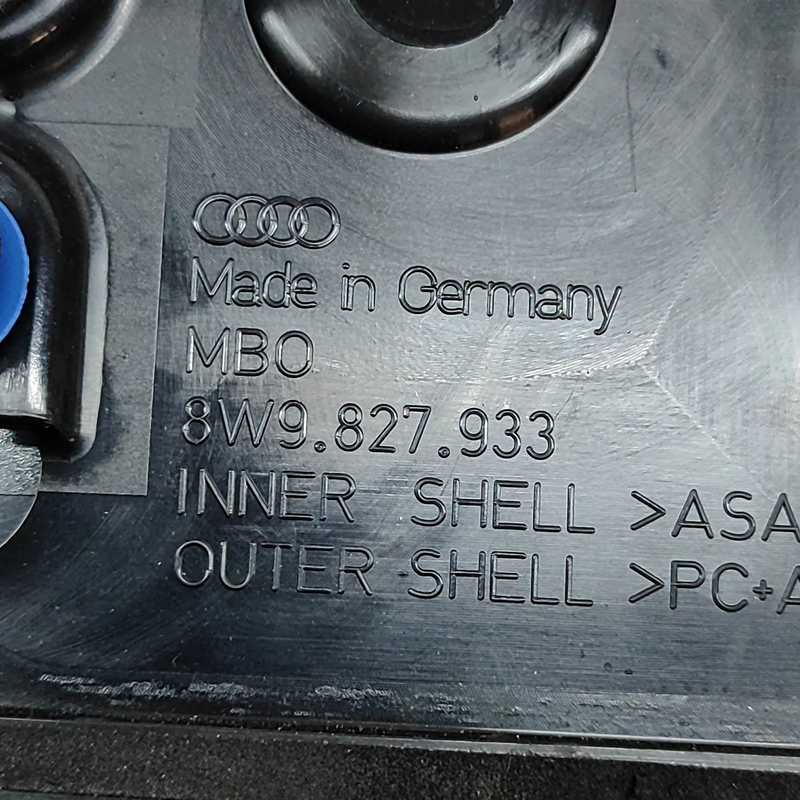 Made in Germany
MBO
8W9.827.933
INNER SHELL >ASA
OUTER SHELL >PC+A